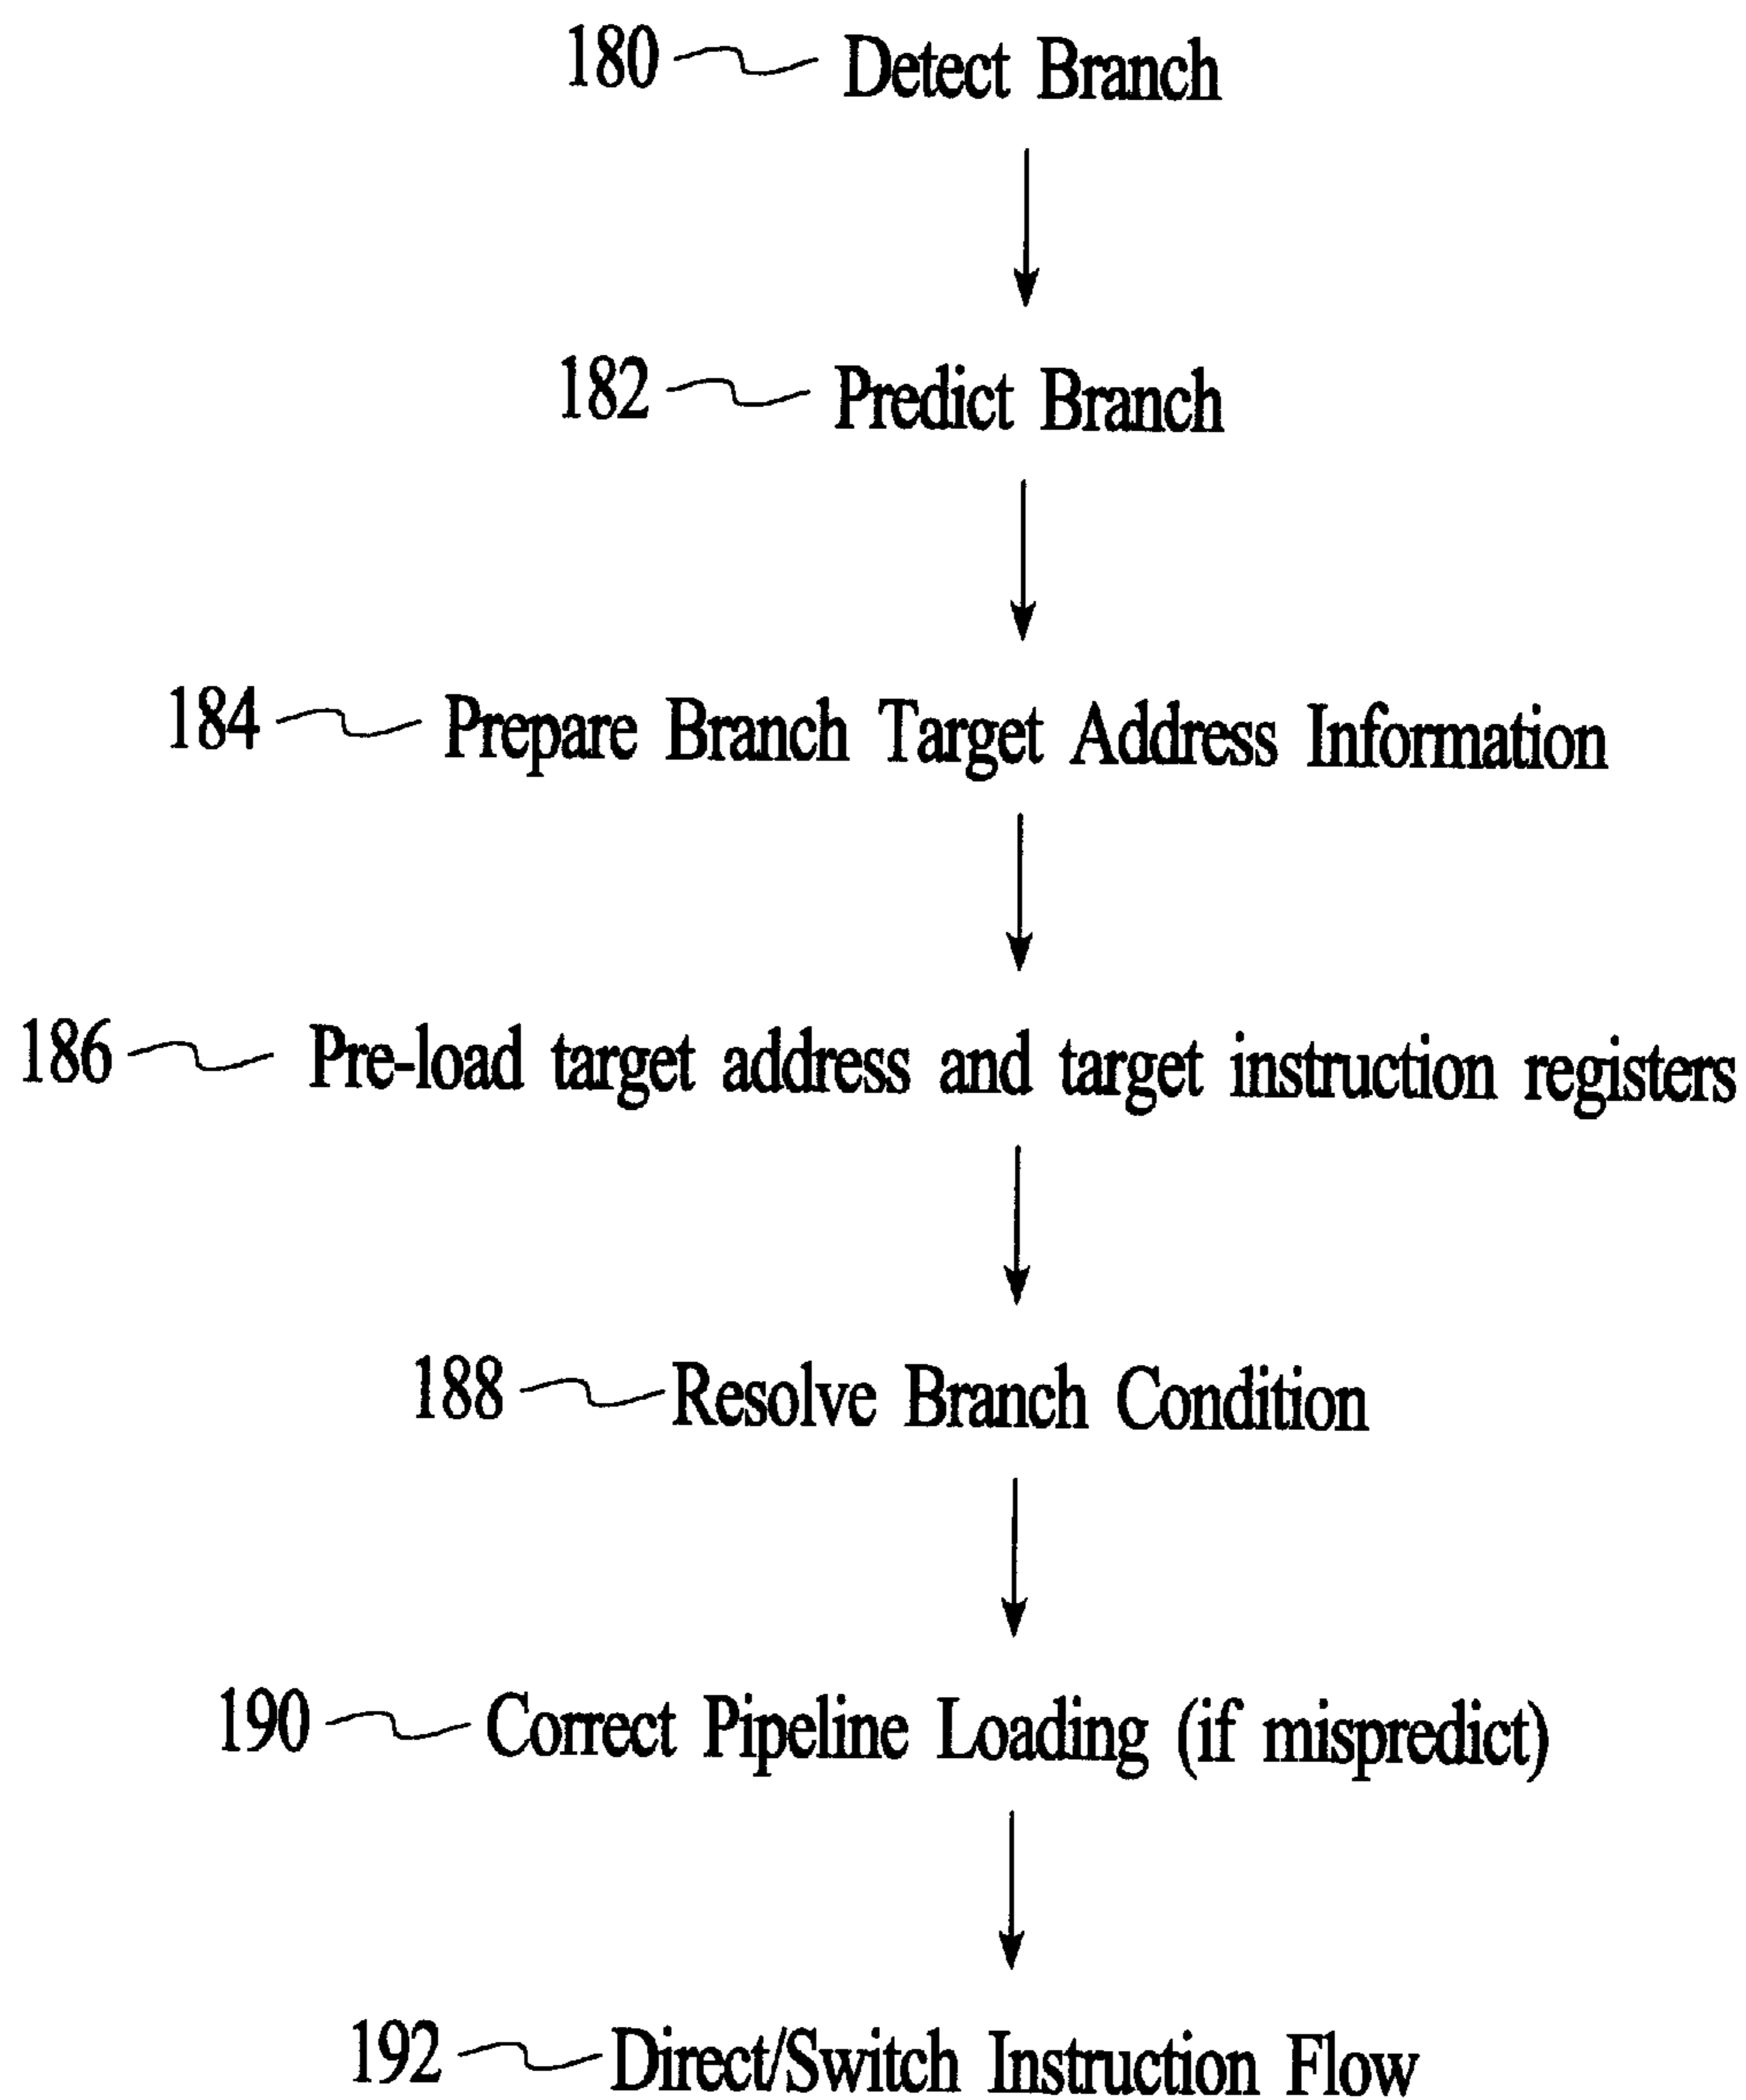 180 Detect Branch
182 Predict Branch
184 Prepare Branch Target Address Information
186 Pre-load target address and target instruction registers
188 Resolve Branch Condition
190 Correct Pipeline Loading (if mispredict)
192 Direct/Switch Instruction Flow